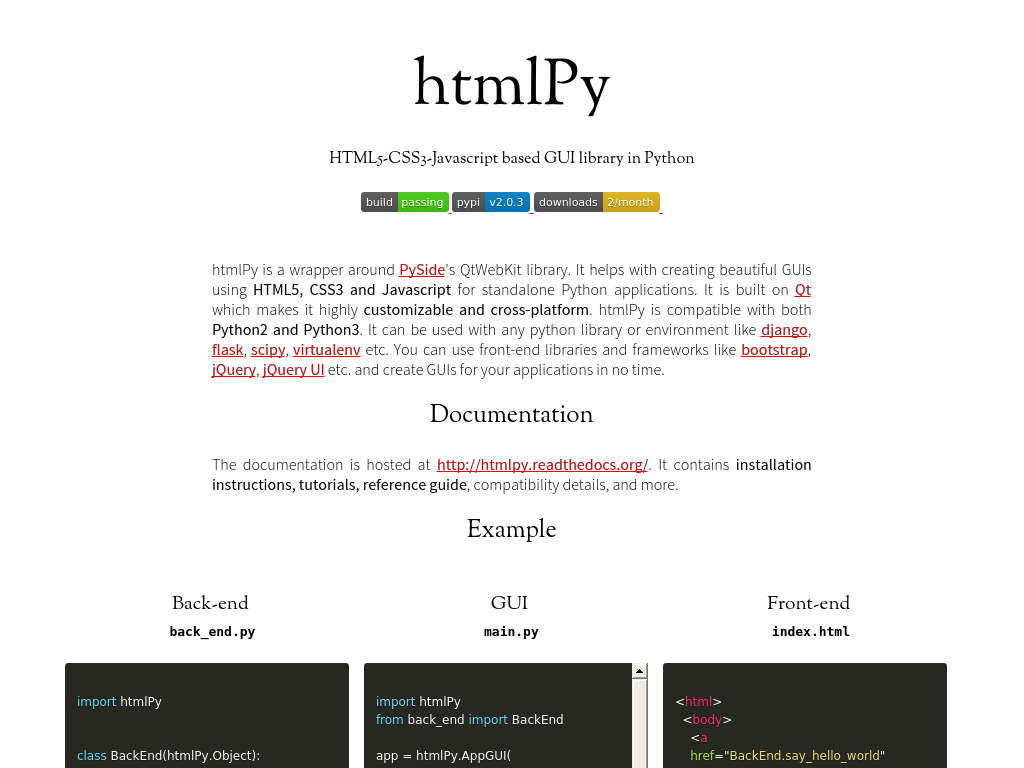 htmlPy
HTML5-CSS3-Javascript based GUI library in Python
build passing pypi v2.0.3 downloads 2/month
htmlPy is a wrapper around PySide's QtWebKit library. It helps with creating beautiful GUIs
using HTML5, CSS3 and Javascript for standalone Python applications. It is built on Qt
which makes it highly customizable and cross-platform. htmlPy is compatible with both
Python2 and Python3. It can be used with any python library or environment like django,
flask, scipy, virtualenv etc. You can use front-end libraries and frameworks like bootstrap,
jQuery, jQuery UI etc. and create GUIs for your applications in no time.
Documentation
The documentation is hosted at http://htmlpy.readthedocs.org/. It contains installation
instructions, tutorials, reference guide, compatibility details, and more.
Example
Back-end
back_end.py
import htmlPy
class BackEnd(htmlPy.Object):
GUI
main.py
import htmlPy
from back_end import BackEnd
app = htmlPy.AppGUI(
Front-end
index.html
<html>
<body>
<a
href="BackEnd.say_hello_world"